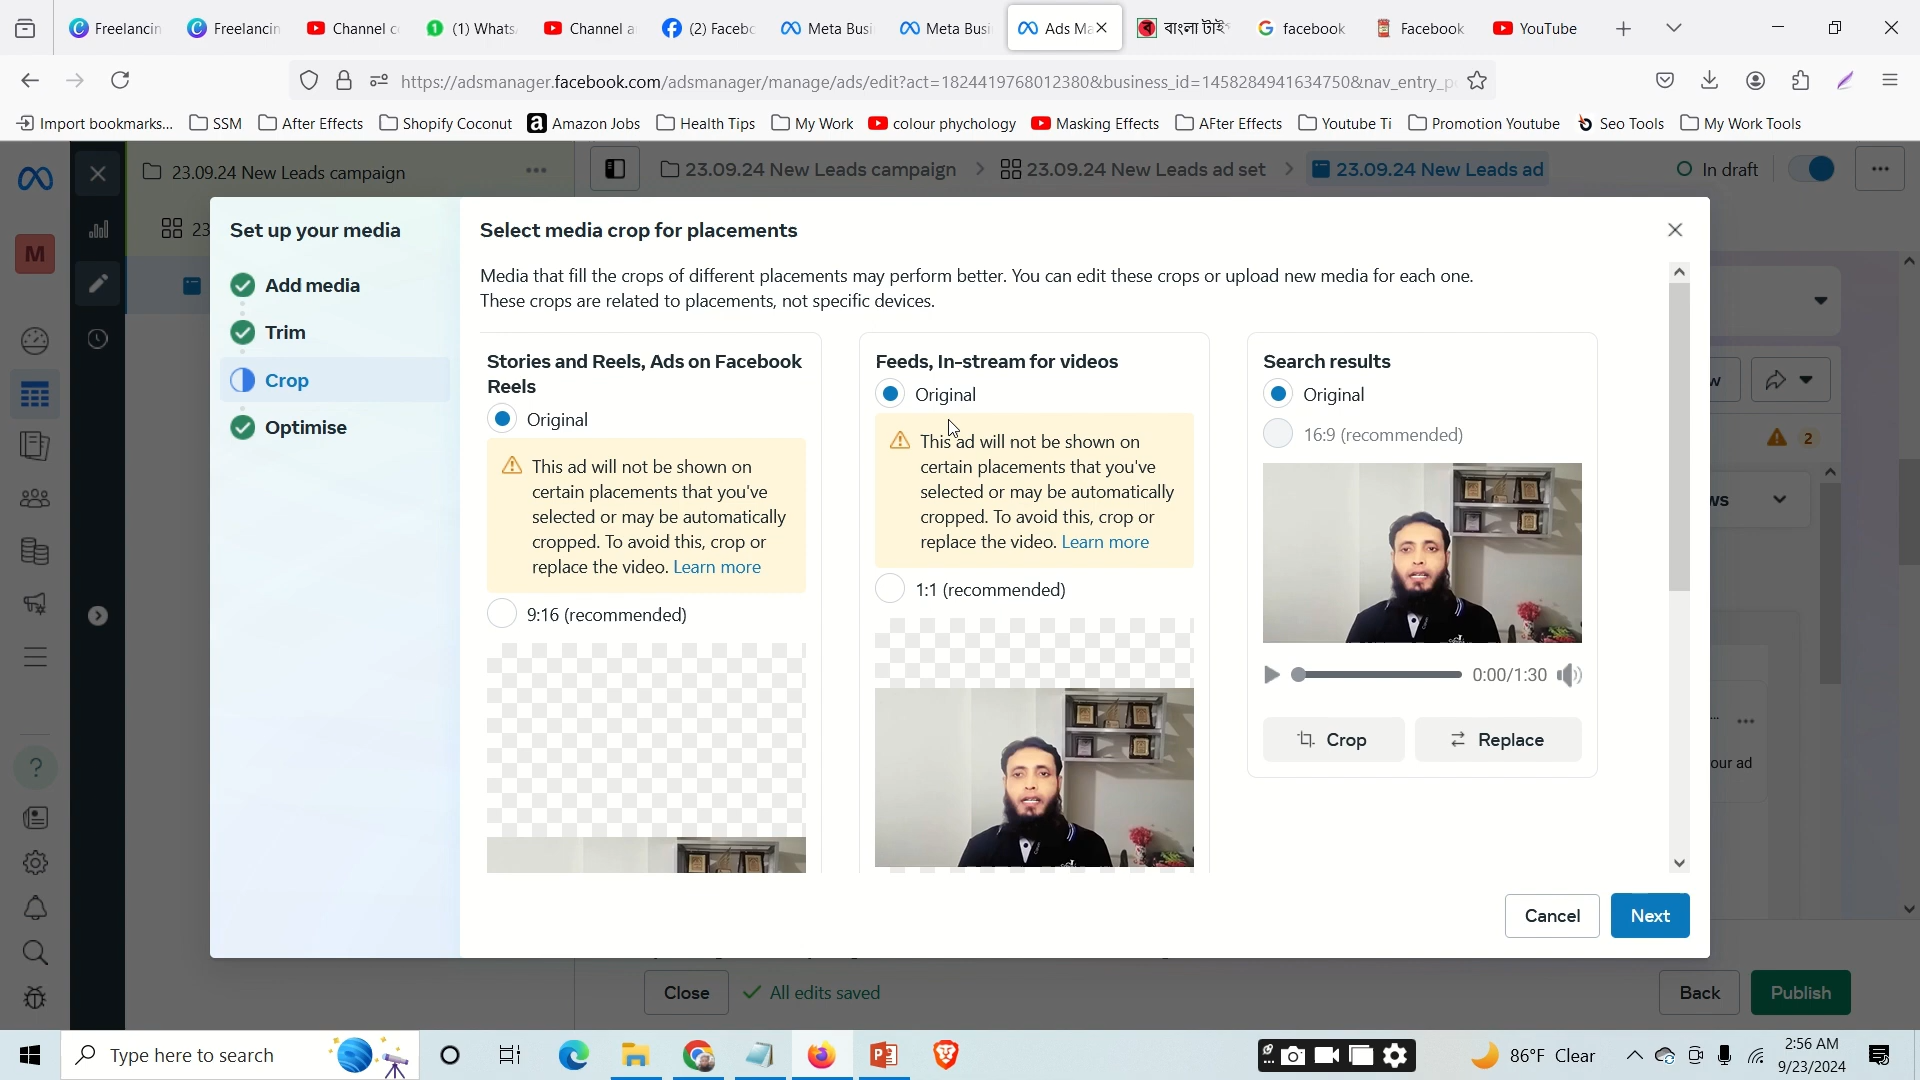 Freelancin
Freelancin
Channel c
(1) Whats
Channel a
(2) Facebo
Meta Busi
Meta Busi
Ads Ma
বাংলা টাইপ
facebook
Facebook
YouTube
https://adsmanager.facebook.com/adsmanager/manage/ads/edit?act=1824419768012380&business_id=1458284941634750&nav_entry_p
Import bookmarks...
SSM
After Effects
Shopify Coconut
Amazon Jobs
Health Tips
My Work
colour phychology
Masking Effects
AFter Effects
Youtube Ti
Promotion Youtube
Seo Tools
My Work Tools
23.09.24 New Leads campaign
23.09.24 New Leads campaign
23.09.24 New Leads ad set
23.09.24 New Leads ad
In draft
23
M
Set up your media
Add media
Trim
Crop
Optimise
Select media crop for placements
Media that fill the crops of different placements may perform better. You can edit these crops or upload new media for each one.
These crops are related to placements, not specific devices.
Stories and Reels, Ads on Facebook
Reels
Original
This ad will not be shown on
certain placements that you've
selected or may be automatically
cropped. To avoid this, crop or
replace the video. Learn more
9:16 (recommended)
Feeds, In-stream for videos
Original
This ad will not be shown on
certain placements that you've
selected or may be automatically
cropped. To avoid this, crop or
replace the video. Learn more
1:1 (recommended)
Search results
Original
16:9 (recommended)
0:00/1:30
Crop
Replace
Cancel
Next
w
2
ws
...
our ad
Close
All edits saved
Back
Publish
Type here to search
86°F Clear
2:56 AM
9/23/2024